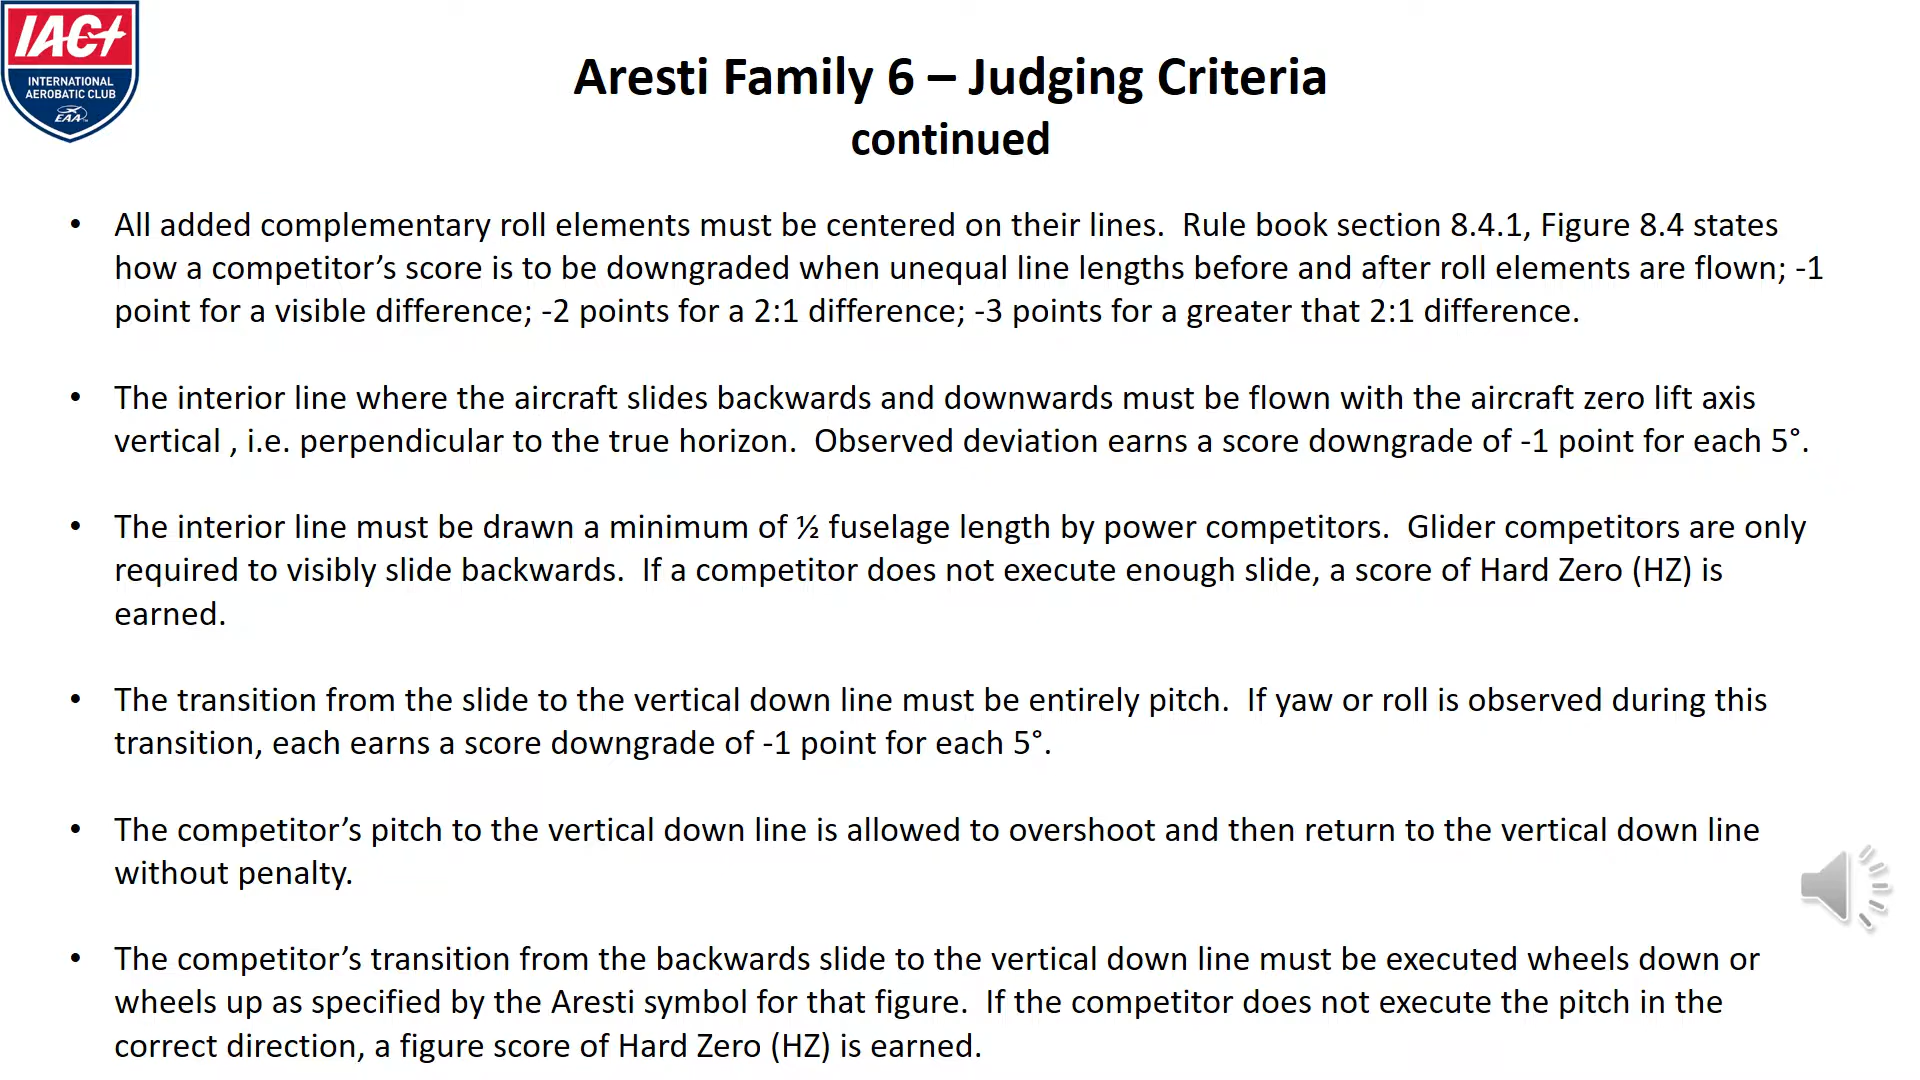 IAC
INTERNATIONAL
AEROBATIC CLUB
EAA
Aresti Family 6 – Judging Criteria
continued
• All added complementary roll elements must be centered on their lines.  Rule book section 8.4.1, Figure 8.4 states
how a competitor’s score is to be downgraded when unequal line lengths before and after roll elements are flown; -1
point for a visible difference; -2 points for a 2:1 difference; -3 points for a greater that 2:1 difference.
• The interior line where the aircraft slides backwards and downwards must be flown with the aircraft zero lift axis
vertical , i.e. perpendicular to the true horizon.  Observed deviation earns a score downgrade of -1 point for each 5°.
• The interior line must be drawn a minimum of ½ fuselage length by power competitors.  Glider competitors are only
required to visibly slide backwards.  If a competitor does not execute enough slide, a score of Hard Zero (HZ) is
earned.
• The transition from the slide to the vertical down line must be entirely pitch.  If yaw or roll is observed during this
transition, each earns a score downgrade of -1 point for each 5°.
• The competitor’s pitch to the vertical down line is allowed to overshoot and then return to the vertical down line
without penalty.
• The competitor’s transition from the backwards slide to the vertical down line must be executed wheels down or
wheels up as specified by the Aresti symbol for that figure.  If the competitor does not execute the pitch in the
correct direction, a figure score of Hard Zero (HZ) is earned.